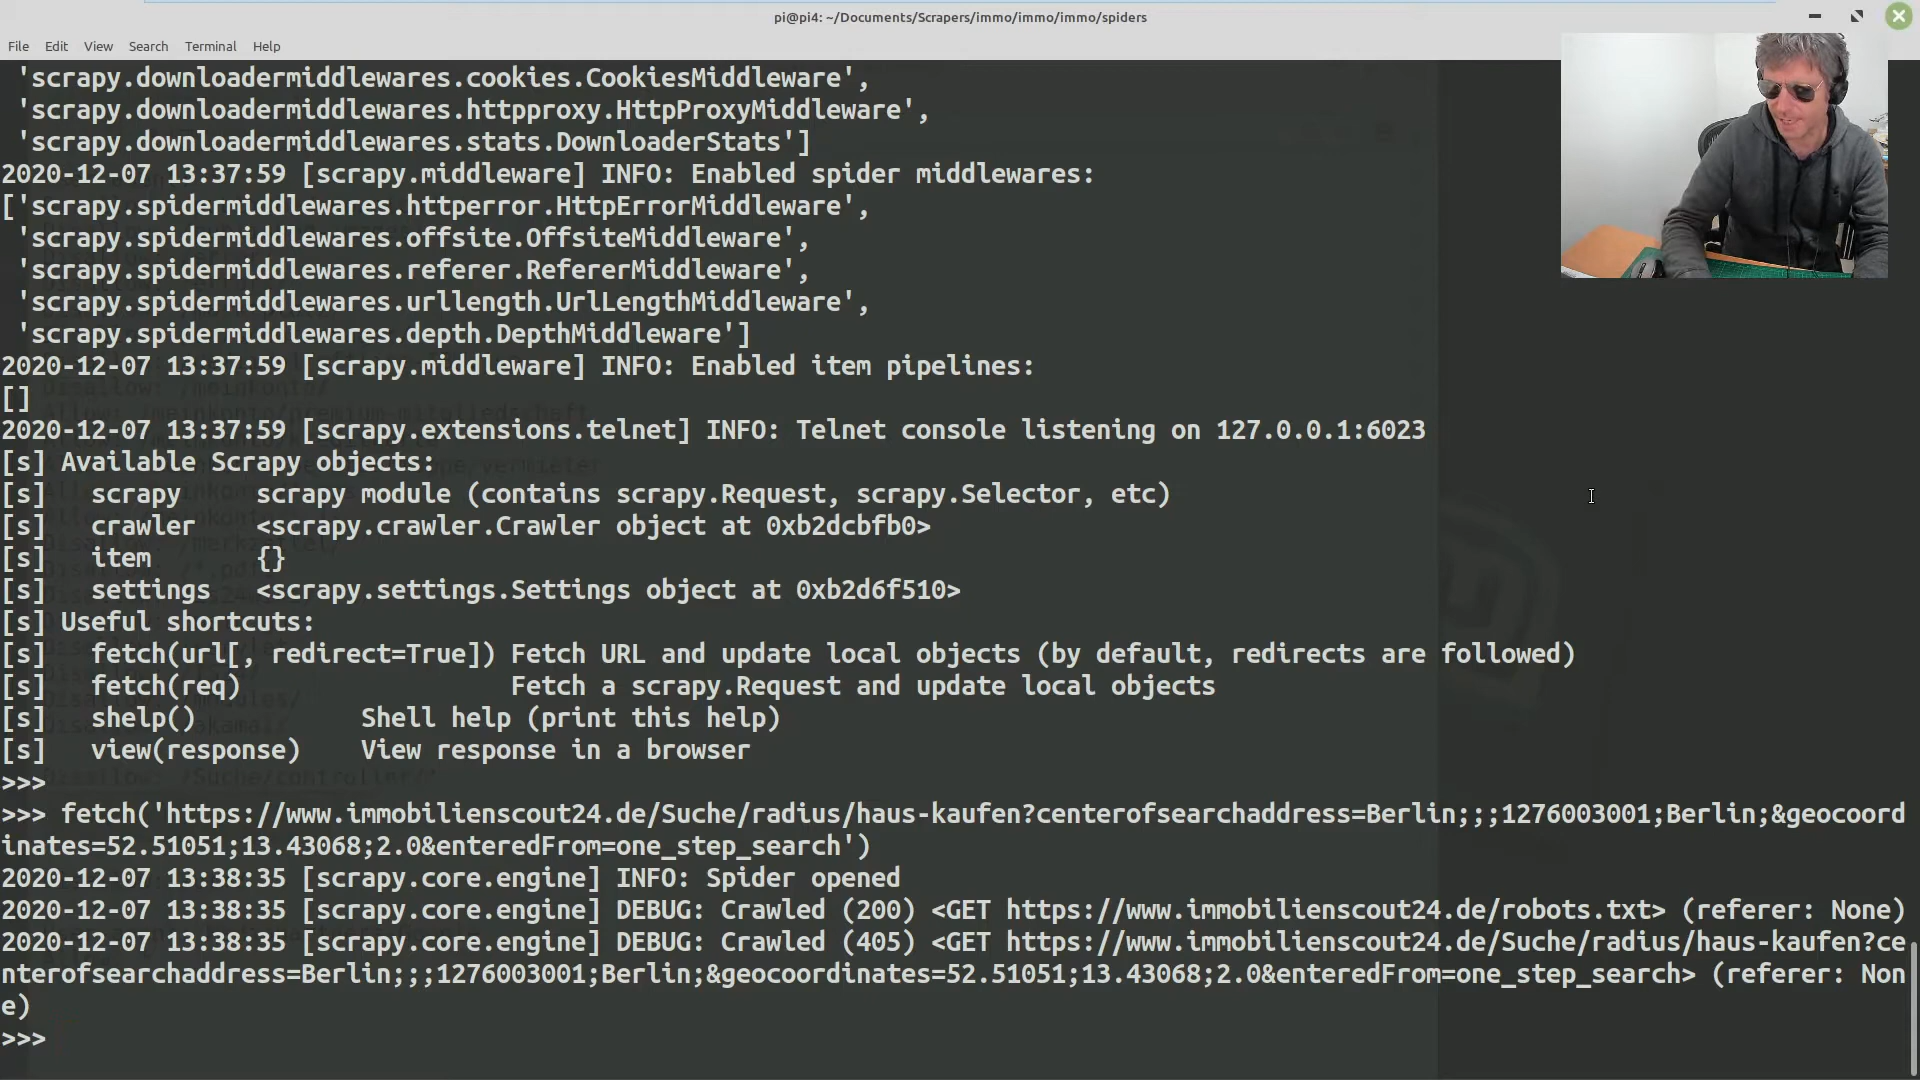 pi@pi4: ~/Documents/Scrapers/immo/immo/immo/spiders
File Edit View Search Terminal Help
'scrapy.downloadermiddlewares.cookies.CookiesMiddleware',
'scrapy.downloadermiddlewares.httpproxy.HttpProxyMiddleware',
'scrapy.downloadermiddlewares.stats.DownloaderStats']
2020-12-07 13:37:59 [scrapy.middleware] INFO: Enabled spider middlewares:
['scrapy.spidermiddlewares.httperror.HttpErrorMiddleware',
'scrapy.spidermiddlewares.offsite.OffsiteMiddleware',
'scrapy.spidermiddlewares.referer.RefererMiddleware',
'scrapy.spidermiddlewares.urllength.UrlLengthMiddleware',
'scrapy.spidermiddlewares.depth.DepthMiddleware']
2020-12-07 13:37:59 [scrapy.middleware] INFO: Enabled item pipelines:
[]
2020-12-07 13:37:59 [scrapy.extensions.telnet] INFO: Telnet console listening on 127.0.0.1:6023
[s] Available Scrapy objects:
[s]   scrapy     scrapy module (contains scrapy.Request, scrapy.Selector, etc)
[s]   crawler    <scrapy.crawler.Crawler object at 0xb2dcbfb0>
[s]   item       {}
[s]   settings   <scrapy.settings.Settings object at 0xb2d6f510>
[s] Useful shortcuts:
[s]   fetch(url[, redirect=True]) Fetch URL and update local objects (by default, redirects are followed)
[s]   fetch(req)                  Fetch a scrapy.Request and update local objects
[s]   shelp()           Shell help (print this help)
[s]   view(response)    View response in a browser
>>>
>>> fetch('https://www.immobilienscout24.de/Suche/radius/haus-kaufen?centerofsearchaddress=Berlin;;;1276003001;Berlin;&geocoord
inates=52.51051;13.43068;2.0&enteredFrom=one_step_search')
2020-12-07 13:38:35 [scrapy.core.engine] INFO: Spider opened
2020-12-07 13:38:35 [scrapy.core.engine] DEBUG: Crawled (200) <GET https://www.immobilienscout24.de/robots.txt> (referer: None)
2020-12-07 13:38:35 [scrapy.core.engine] DEBUG: Crawled (405) <GET https://www.immobilienscout24.de/Suche/radius/haus-kaufen?ce
nterofsearchaddress=Berlin;;;1276003001;Berlin;&geocoordinates=52.51051;13.43068;2.0&enteredFrom=one_step_search> (referer: Non
e)
>>>